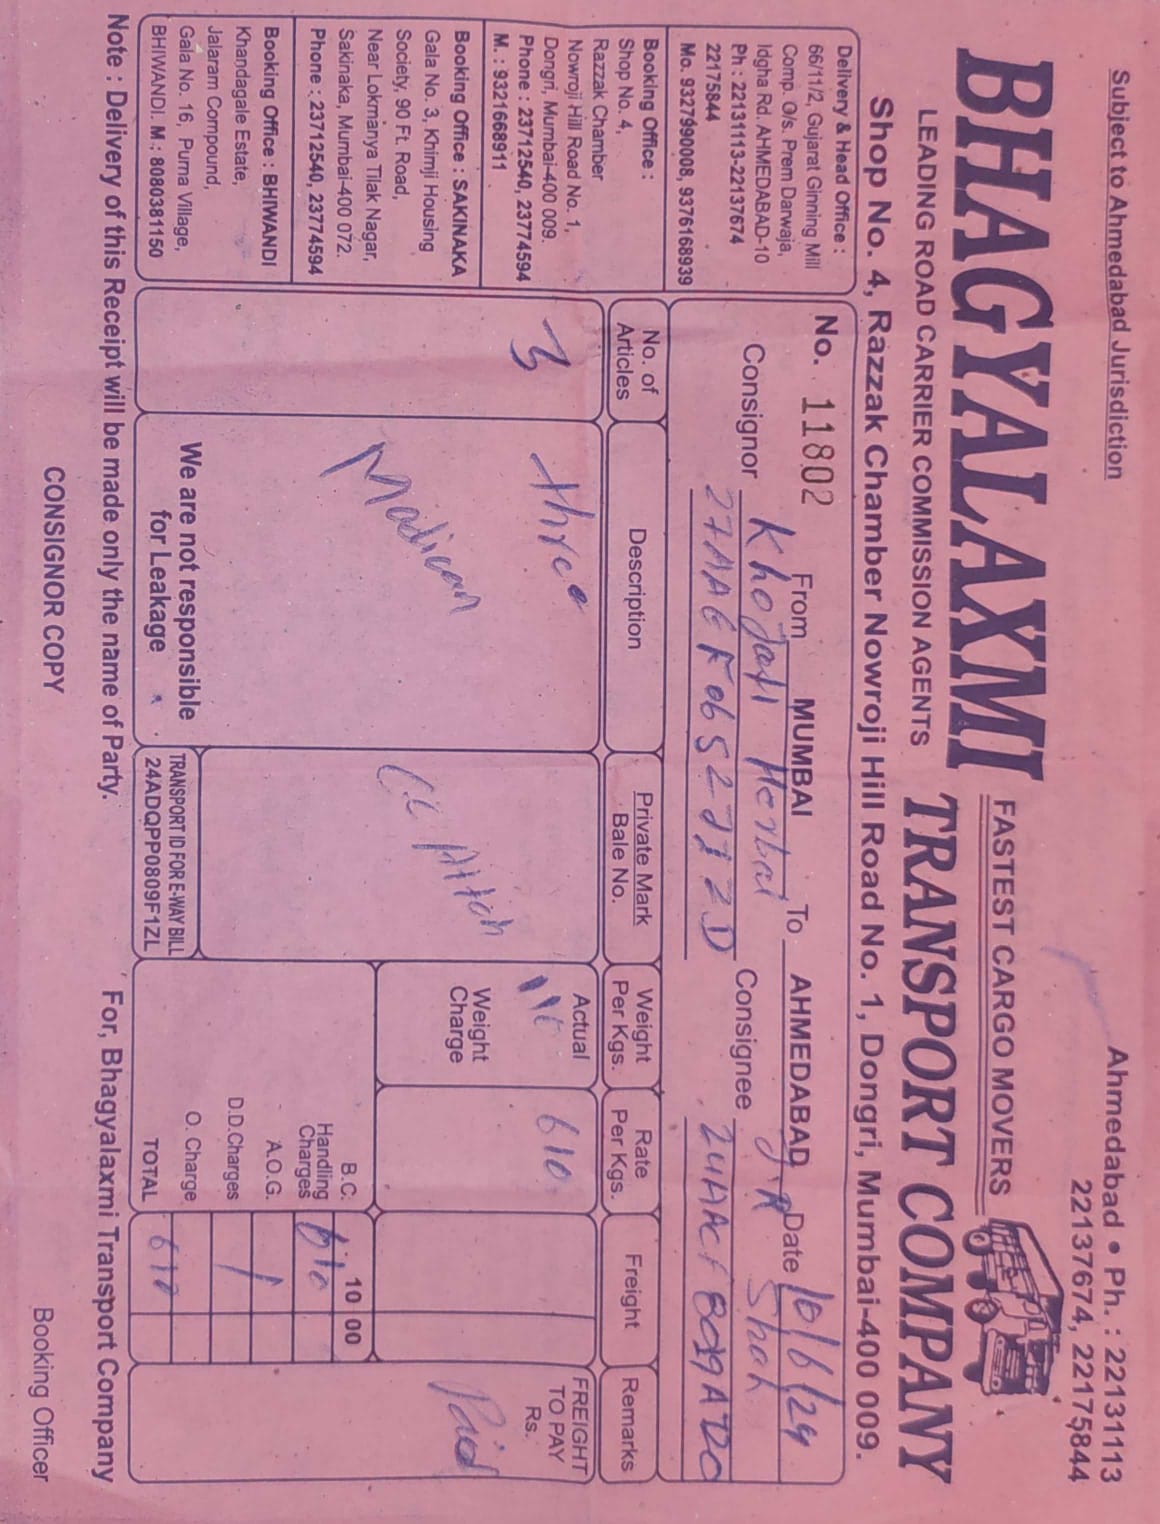 Subject to Ahmedabad Jurisdiction
Ahmedabad • Ph. : 22131113
22137674, 22175844
BHAGYALAXMI
FASTEST CARGO MOVERS
TRANSPORT COMPANY
LEADING ROAD CARRIER COMMISSION AGENTS
Shop No. 4, Razzak Chamber Nowroji Hill Road No. 1, Dongri, Mumbai-400 009.
Delivery & Head Office :
66/11/2, Gujarat Ginning Mill
Comp. O/s. Prem Darwaja,
Idgha Rd. AHMEDABAD-10
Ph : 22131113-22137674
22175844
Mo. 9327990008, 9376168939
Booking Office :
Shop No. 4,
Razzak Chamber
Nowroji Hill Road No. 1,
Dongri, Mumbai-400 009.
Phone : 23712540, 23774594
M. : 9321668911
Booking Office : SAKINAKA
Gala No. 3, Khimji Housing
Society, 90 Ft. Road,
Near Lokmanya Tilak Nagar,
Sakinaka, Mumbai-400 072.
Phone : 23712540, 23774594
Booking Office : BHIWANDI
Khandagale Estate,
Jalaram Compound,
Gala No. 16, Purna Village,
BHIWANDI. M. : 8080381150
No. 11802 From MUMBAI To AHMEDABAD Date 10/6/24
Consignor Herbal Consignee Shah
No. of Articles
Description
Private Mark
Bale No.
Weight Per Kgs.
Rate Per Kgs.
Freight
Remarks
3
three
Actual
610
FREIGHT TO PAY Rs.
Paid
Weight Charge
B.C. 10 00
Handling Charges 610
A.O.G.
D.D.Charges
O. Charge
TOTAL 610
We are not responsible
for Leakage
TRANSPORT ID FOR E-WAY BILL
24ADQPP0809F1ZL
Note : Delivery of this Receipt will be made only the name of Party.
For, Bhagyalaxmi Transport Company
CONSIGNOR COPY
Booking Officer